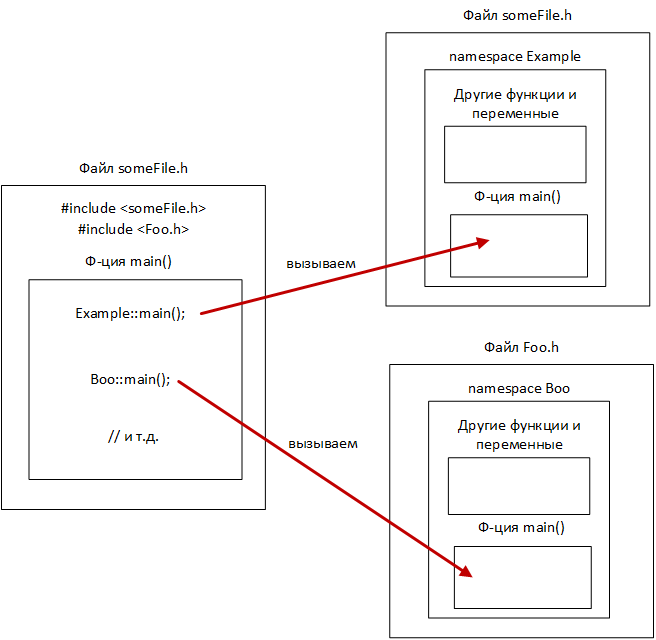 Файл someFile.h
#include <someFile.h>
#include <Foo.h>
Ф-ция main()
Example::main();
Boo::main();
// и т.д.
вызываем
вызываем
Файл someFile.h
namespace Example
Другие функции и
переменные
Ф-ция main()
Файл Foo.h
namespace Boo
Другие функции и
переменные
Ф-ция main()